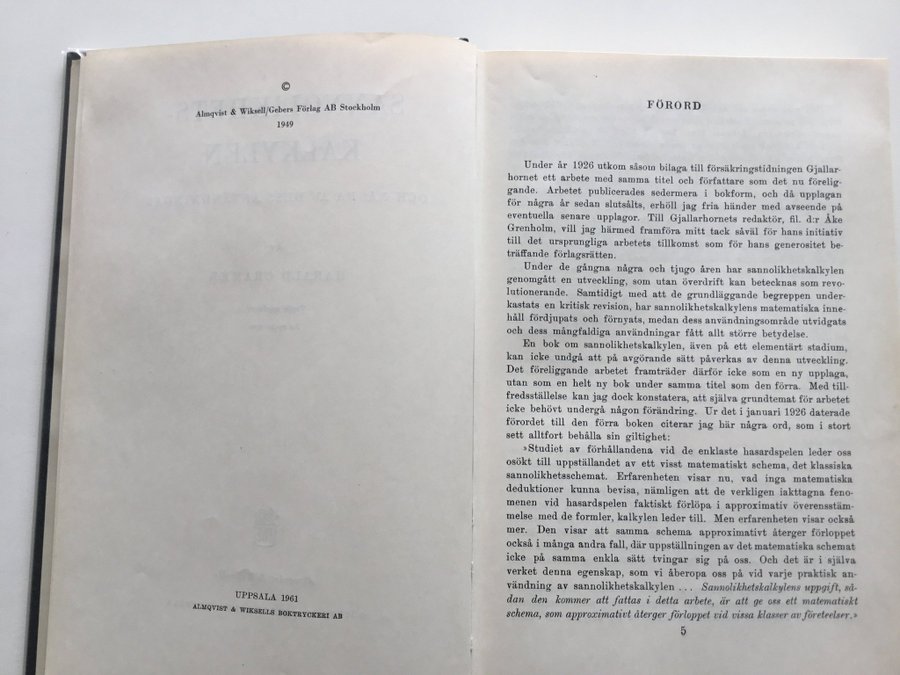 ©
Almqvist & Wiksell/Gebers Förlag AB Stockholm
1949
UPPSALA 1961
ALMQVIST & WIKSELLS BOKTRYCKERI AB
FÖRORD
Under år 1926 utkom såsom bilaga till försäkringstidningen Gjallar-
hornet ett arbete med samma titel och författare som det nu förelig-
gande. Arbetet publicerades sedermera i bokform, och då upplagan
för några år sedan slutsålts, erhöll jag fria händer med avseende på
eventuella senare upplagor. Till Gjallarhornets redaktör, fil. d:r Åke
Grenholm, vill jag härmed framföra mitt tack såväl för hans initiativ
till det ursprungliga arbetets tillkomst som för hans generositet be-
träffande förlagsrätten.
Under de gångna några och tjugo åren har sannolikhetskalkylen
genomgått en utveckling, som utan överdrift kan betecknas som revo-
lutionerande. Samtidigt med att de grundläggande begreppen under-
kastats en kritisk revision, har sannolikhetskalkylens matematiska inne-
håll fördjupats och förnyats, medan dess användningsområde utvidgats
och dess mångfaldiga användningar fått allt större betydelse.
En bok om sannolikhetskalkylen, även på ett elementärt stadium,
kan icke undgå att på avgörande sätt påverkas av denna utveckling.
Det föreliggande arbetet framträder därför icke som en ny upplaga,
utan som en helt ny bok under samma titel som den förra. Med till-
fredsställelse kan jag dock konstatera, att själva grundtemat för arbetet
icke behövt undergå någon förändring. Ur det i januari 1926 daterade
förordet till den förra boken citerar jag här några ord, som i stort
sett alltfort behålla sin giltighet:
»Studiet av förhållandena vid de enklaste hasardspelen leder oss
osökt till uppställandet av ett visst matematiskt schema, det klassiska
sannolikhetsschemat. Erfarenheten visar nu, vad inga matematiska
deduktioner kunna bevisa, nämligen att de verkligen iakttagna feno-
menen vid hasardspelen faktiskt förlöpa i approximativ överensstäm-
melse med de formler, kalkylen leder till. Men erfarenheten visar också
mer. Den visar att samma schema approximativt återger förloppet
också i många andra fall, där uppställningen av det matematiska schemat
icke på samma enkla sätt tvingar sig på oss. Och det är i själva
verket denna egenskap, som vi åberopa oss på vid varje praktisk an-
vändning av sannolikhetskalkylen ... Sannolikhetskalkylens uppgift, så-
dan den kommer att fattas i detta arbete, är att ge oss ett matematiskt
schema, som approximativt återger förloppet vid vissa klasser av företeelser.»
5